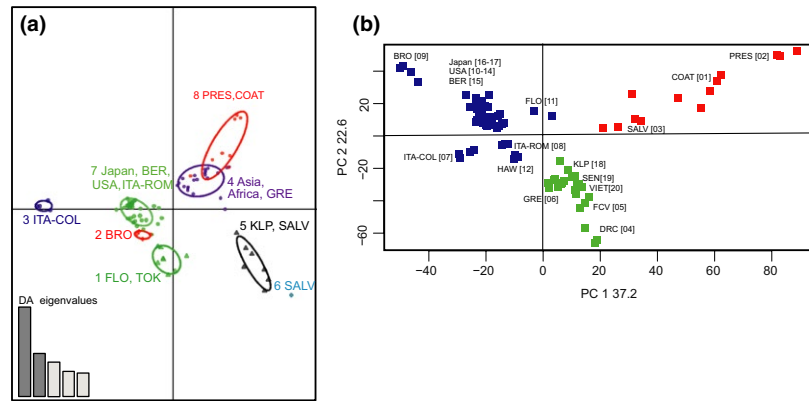 (a)
8 PRES,COAT
7 Japan, BER,
USA, ITA-ROM
4 Asia,
Africa, GRE
3 ITA-COL
2 BRO
5 KLP, SALV
1 FLO, TOK
6 SALV
DA eigenvalues
(b)
BRO [09]
Japan [16-17]
USA [10-14]
BER [15]
PRES [02]
COAT [01]
FLO [11]
SALV [03]
ITA-COL [07]
ITA-ROM [08]
HAW [12]
KLP [18]
SEN[19]
VIET[20]
GRE [06]
FCV [05]
DRC [04]
PC 2 22.6
20
−20
−60
−40
−20
0
20
40
60
80
PC 1 37.2